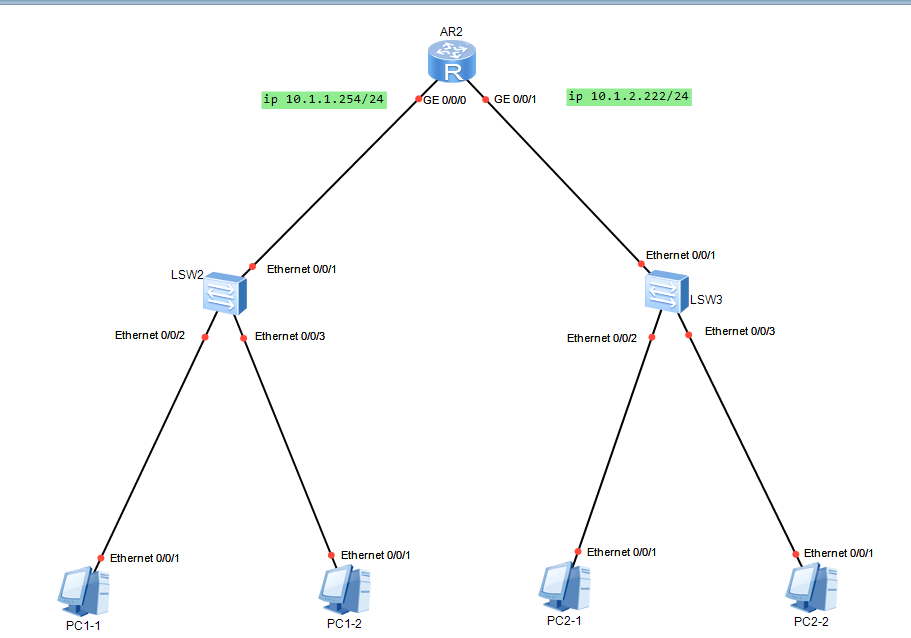 AR2
R
ip 10.1.1.254/24
GE 0/0/0
GE 0/0/1
ip 10.1.2.222/24
LSW2
Ethernet 0/0/1
Ethernet 0/0/1
LSW3
Ethernet 0/0/2
Ethernet 0/0/3
Ethernet 0/0/2
Ethernet 0/0/3
Ethernet 0/0/1
Ethernet 0/0/1
Ethernet 0/0/1
Ethernet 0/0/1
PC1-1
PC1-2
PC2-1
PC2-2